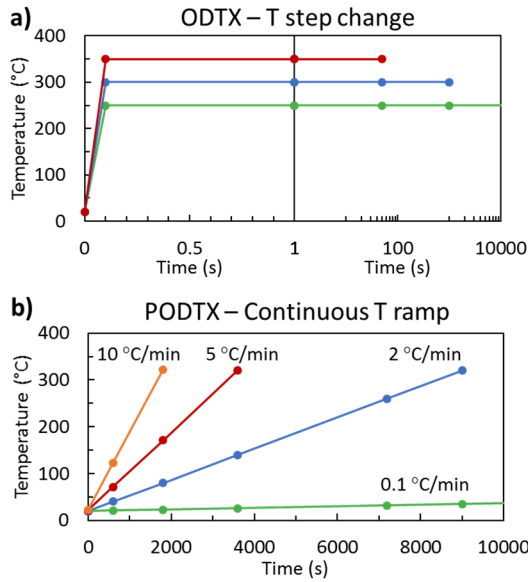 a) ODTX – T step change
400
300
200
100
0
Temperature (°C)
0 0.5 1 100 10000
Time (s) Time (s)
b) PODTX – Continuous T ramp
400
300
200
100
0
Temperature (°C)
10 °C/min 5 °C/min 2 °C/min
0.1 °C/min
0 2000 4000 6000 8000 10000
Time (s)